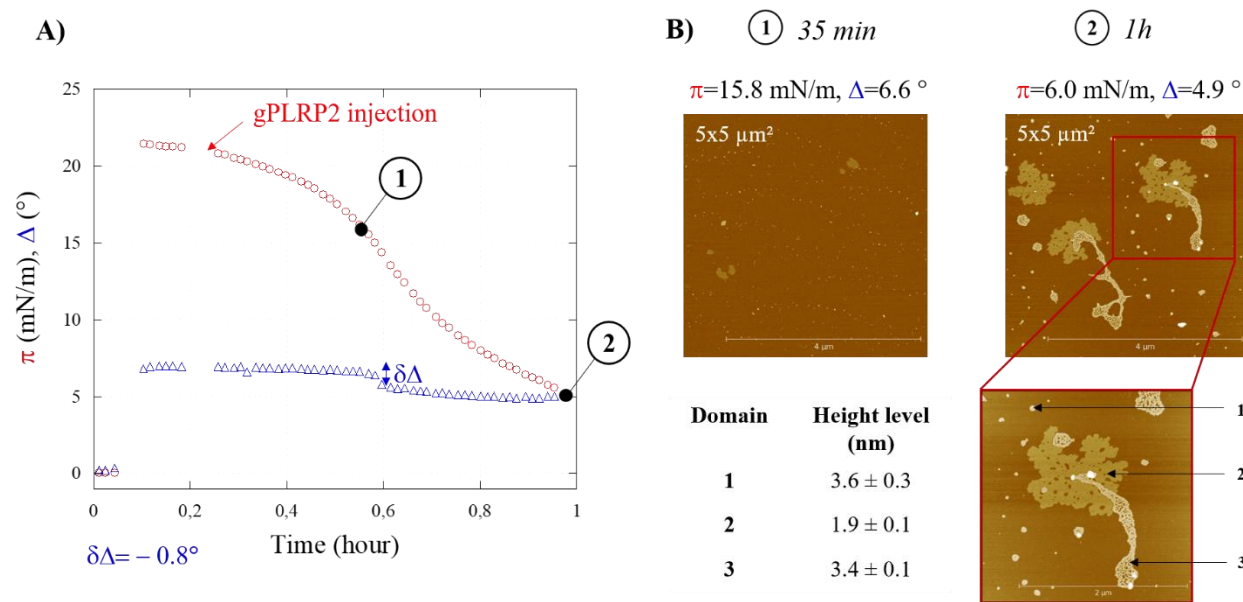 A)
25
20
15
10
5
0
π (mN/m), Δ (°)
gPLRP2 injection
1
2
δΔ
0
0,2
0,4
0,6
0,8
1
Time (hour)
δΔ= − 0.8°
B)
1 35 min
π=15.8 mN/m, Δ=6.6 °
5x5 µm²
4 µm
2 1h
π=6.0 mN/m, Δ=4.9 °
5x5 µm²
4 µm
Domain Height level
(nm)
1 3.6 ± 0.3
2 1.9 ± 0.1
3 3.4 ± 0.1
1
2
3
2 µm